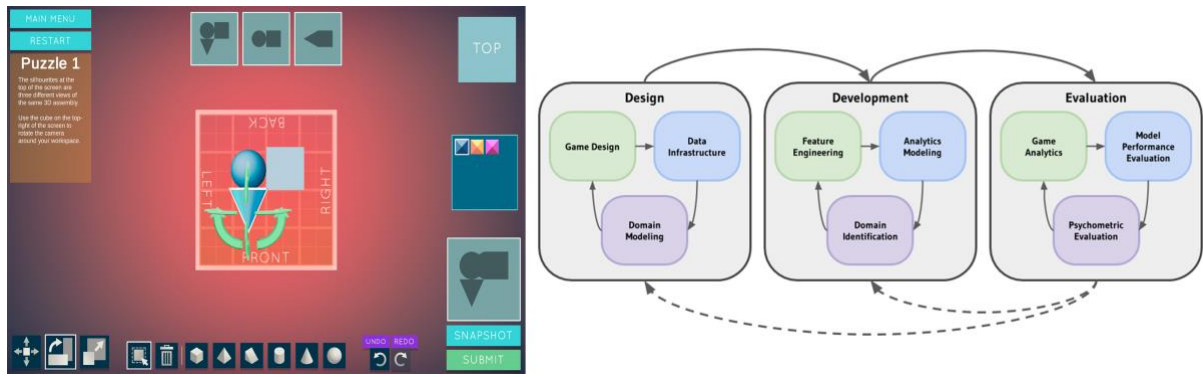 MAIN MENU
RESTART
Puzzle 1
The silhouettes at the
top of the screen are
three different views of
the same 3D assembly.
Use the cube on the top-
right of the screen to
rotate the camera
around your workspace.
TOP
BACK
LEFT
RIGHT
FRONT
UNDO REDO
SNAPSHOT
SUBMIT
Design
Game Design
Data
Infrastructure
Domain
Modeling
Development
Feature
Engineering
Analytics
Modeling
Domain
Identification
Evaluation
Game
Analytics
Model
Performance
Evaluation
Psychometric
Evaluation